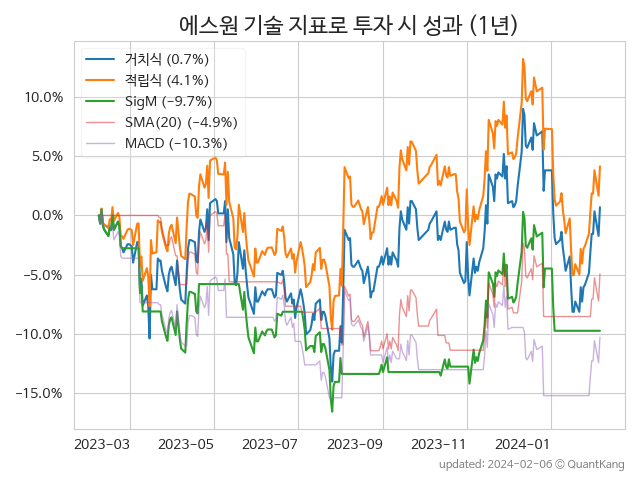 에스원 기술 지표로 투자 시 성과 (1년)
거치식 (0.7%)
적립식 (4.1%)
SigM (−9.7%)
SMA(20) (−4.9%)
MACD (−10.3%)
10.0%
5.0%
0.0%
−5.0%
−10.0%
−15.0%
2023−03 2023−05 2023−07 2023−09 2023−11 2024−01
updated: 2024−02−06 © QuantKang